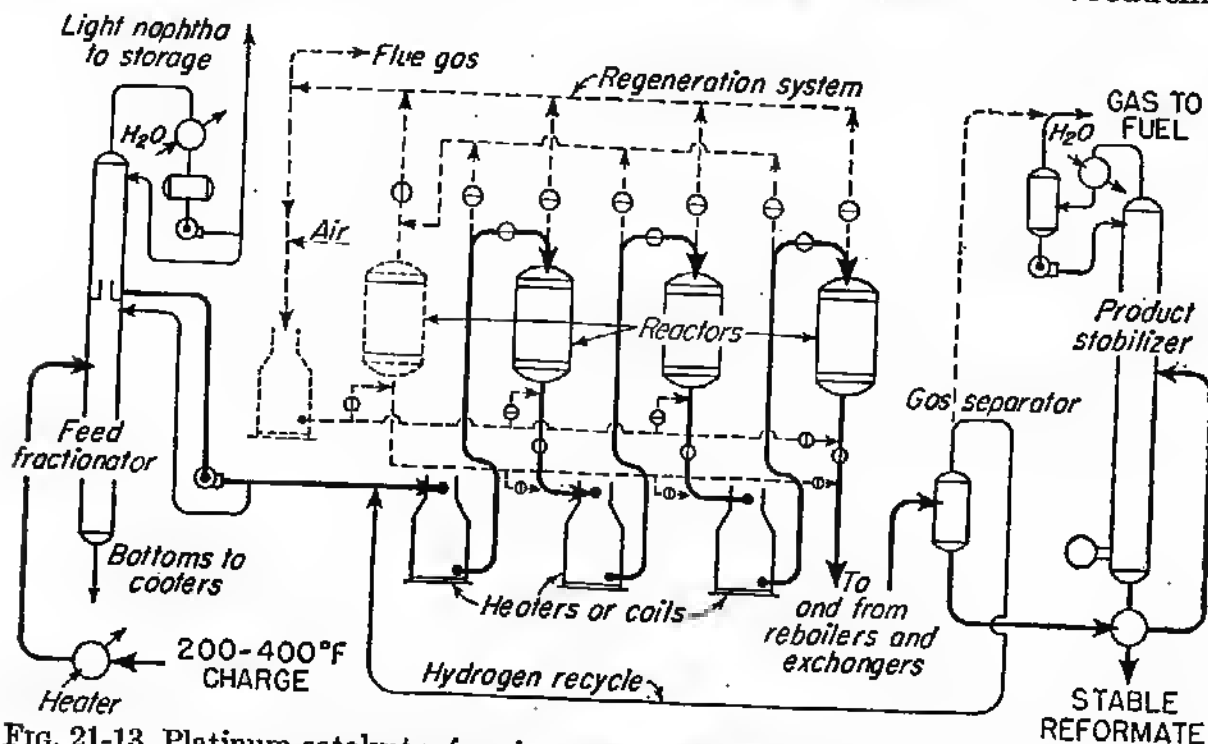 Light naphtha
to storage
Flue gas
Regeneration system
H₂O
GAS TO
FUEL
H₂O
Air
Reactors
Product
stabilizer
Gas separator
Feed
fractionator
Bottoms to
coolers
Heaters or coils
To
and from
reboilers and
exchangers
200-400°F
CHARGE
Heater
Hydrogen recycle
STABLE
REFORMATE
FIG. 21-13. Platinum